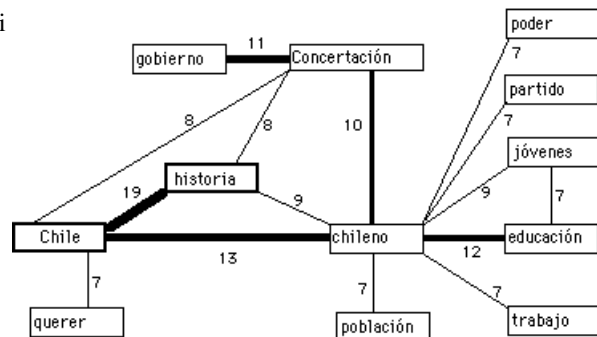 i
poder
7
11
gobierno
Concertación
partido
7
8
8
10
jóvenes
historia
19
9
9
7
Chile
chileno
educación
13
12
7
7
7
querer
población
trabajo